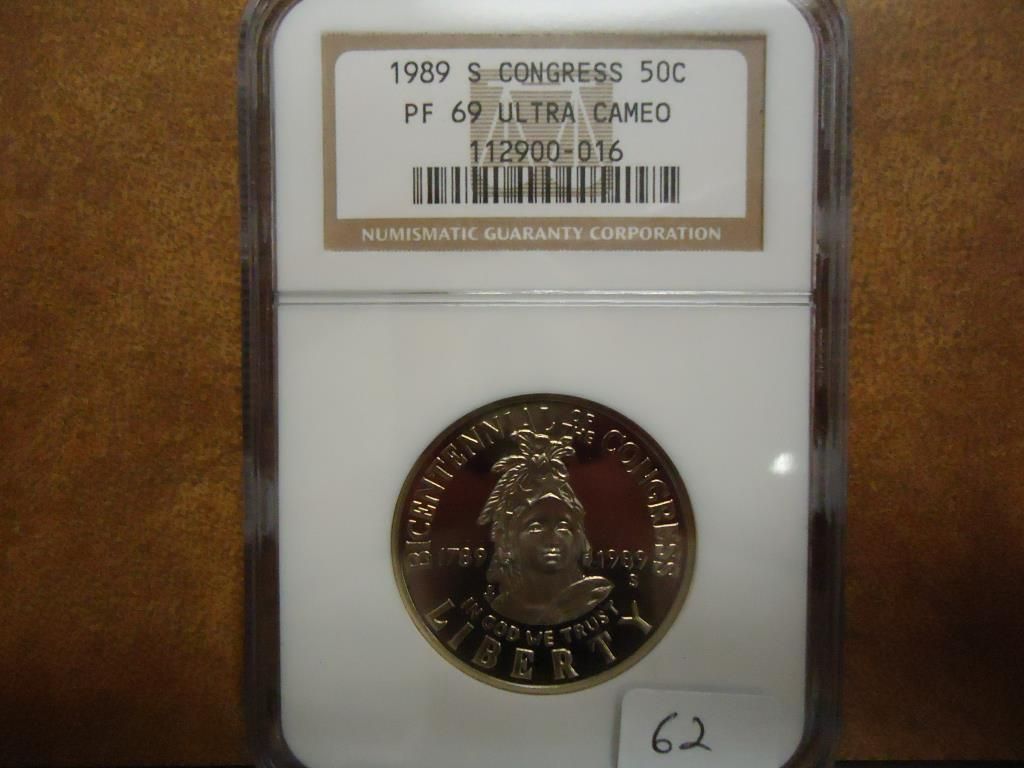 1989 S CONGRESS 50C
PF 69 ULTRA CAMEO
112900-016
NUMISMATIC GUARANTY CORPORATION
BICENTENNIAL OF THE CONGRESS
1789 1989
S
IN GOD WE TRUST
LIBERTY
62